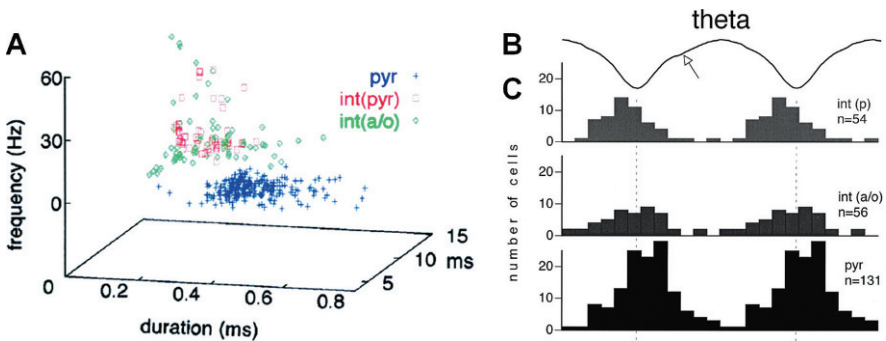 A
frequency (Hz)
60
30
0
pyr +
int(pyr) □
int(a/o) ◇
0
0.2
0.4
0.6
0.8
duration (ms)
5
10
15
ms
theta
B
C
number of cells
20
10
0
int (p)
n=54
10
0
int (a/o)
n=56
20
10
0
pyr
n=131